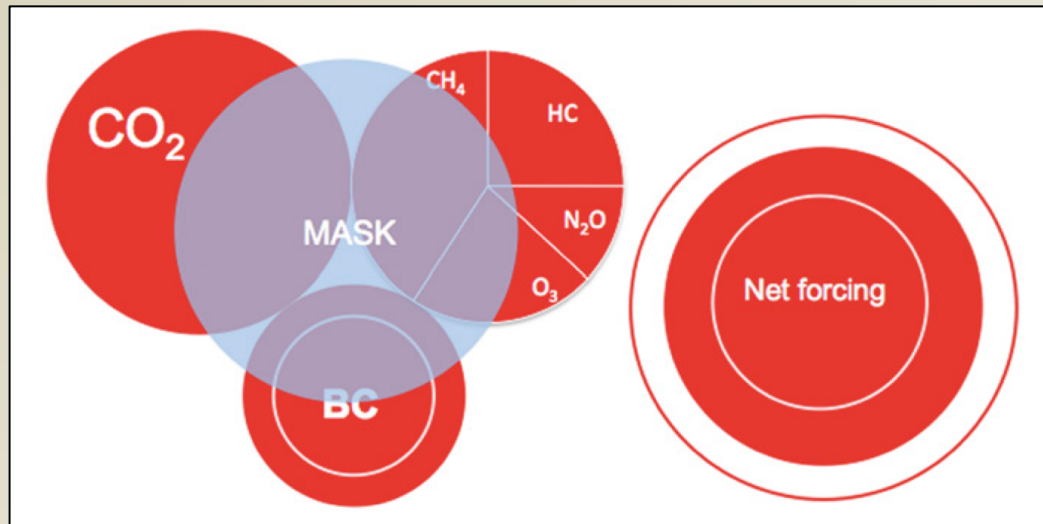 CO₂
CH₄
HC
MASK
N₂O
O₃
BC
Net forcing